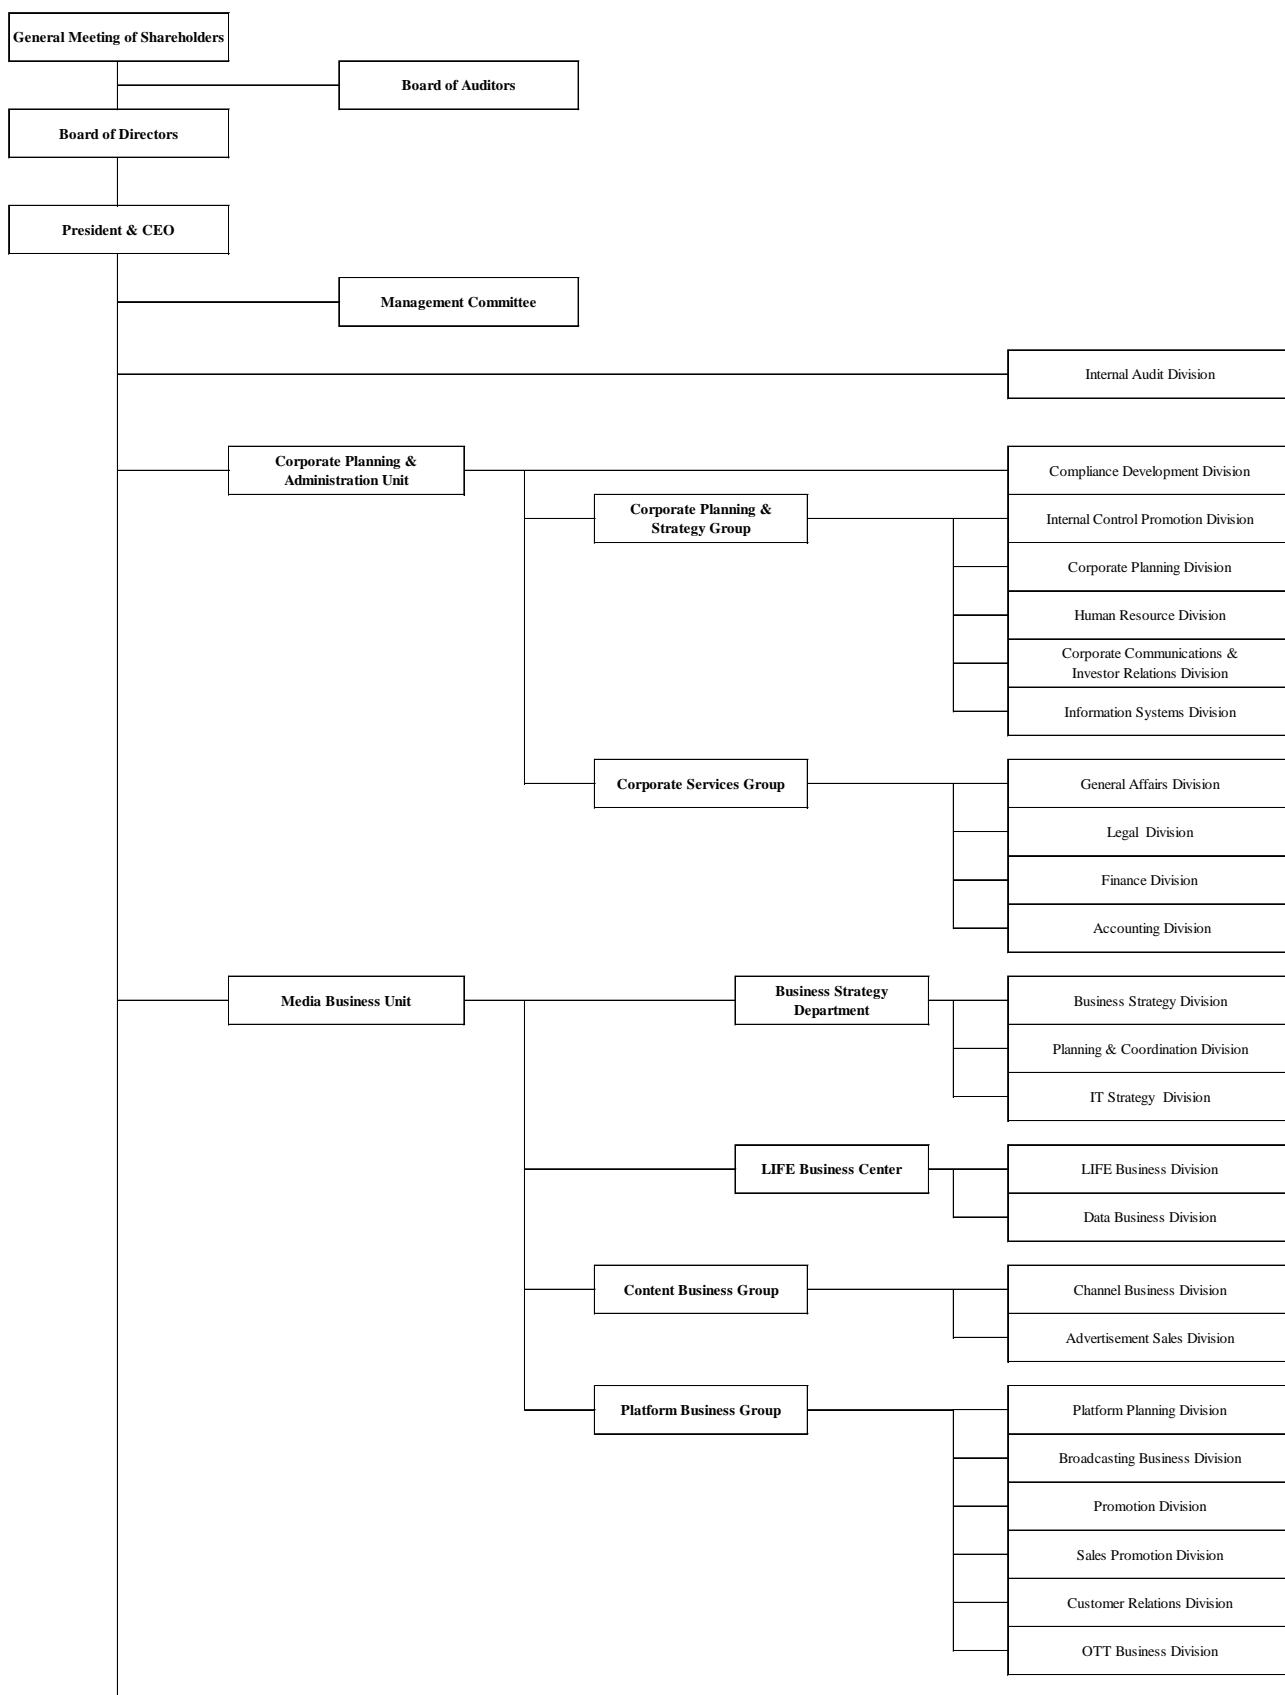 General Meeting of Shareholders
Board of Auditors
Board of Directors
President & CEO
Management Committee
Internal Audit Division
Corporate Planning &
Administration Unit
Compliance Development Division
Corporate Planning &
Strategy Group
Internal Control Promotion Division
Corporate Planning Division
Human Resource Division
Corporate Communications &
Investor Relations Division
Information Systems Division
Corporate Services Group
General Affairs Division
Legal Division
Finance Division
Accounting Division
Media Business Unit
Business Strategy
Department
Business Strategy Division
Planning & Coordination Division
IT Strategy Division
LIFE Business Center
LIFE Business Division
Data Business Division
Content Business Group
Channel Business Division
Advertisement Sales Division
Platform Business Group
Platform Planning Division
Broadcasting Business Division
Promotion Division
Sales Promotion Division
Customer Relations Division
OTT Business Division